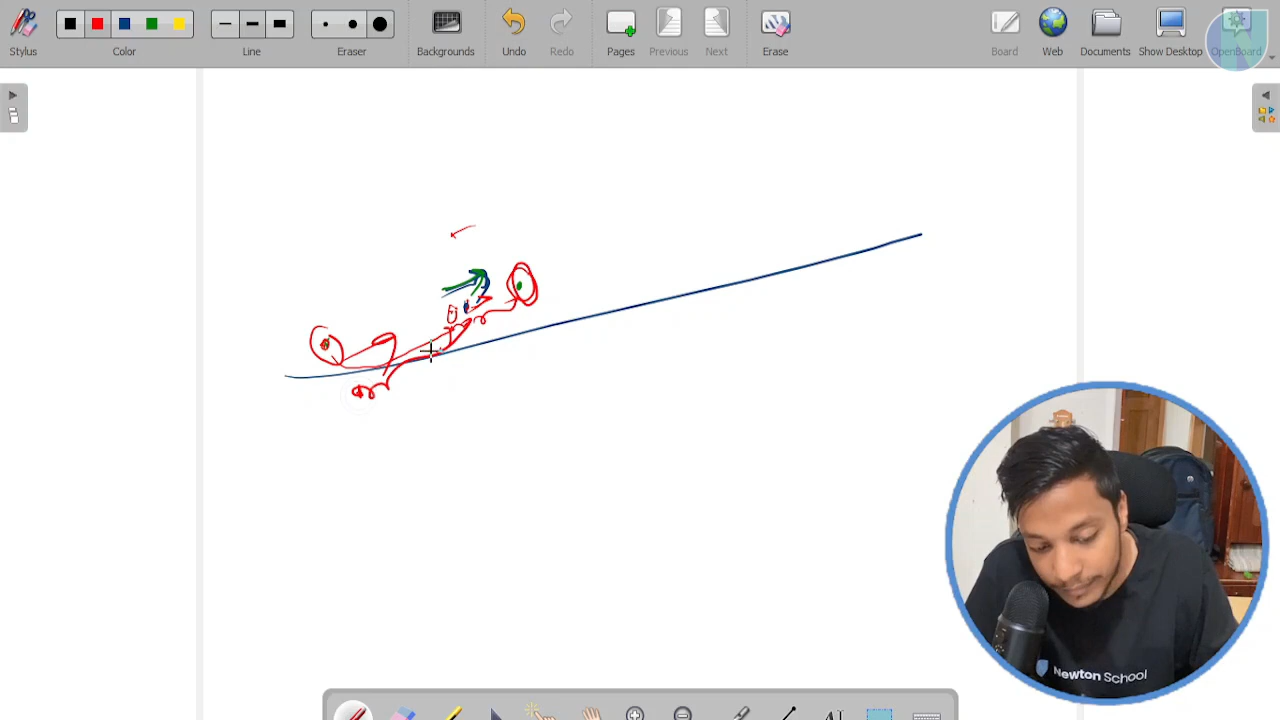 Stylus
Color
Line
Eraser
Backgrounds
Undo
Redo
Pages
Previous
Next
Erase
Board
Web
Documents
Show Desktop
OpenBoard
Newton School